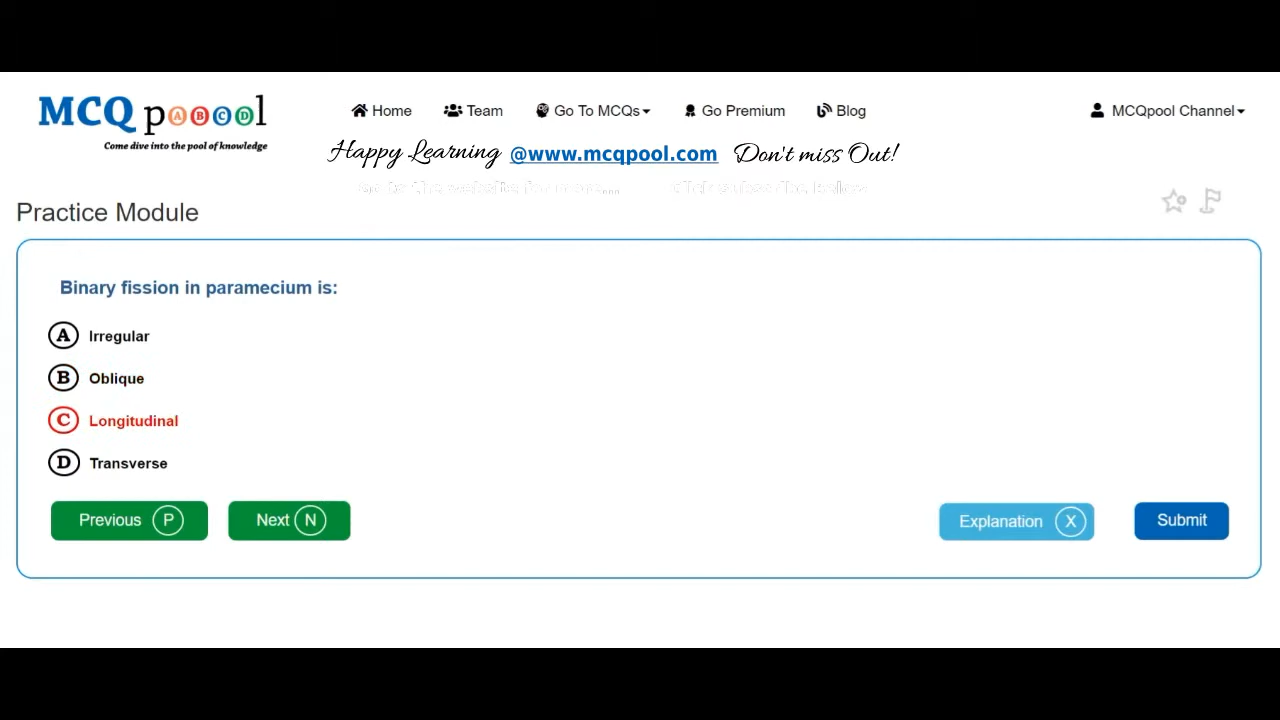 MCQ pABCDl
Come dive into the pool of knowledge
Home Team Go To MCQs Go Premium Blog MCQpool Channel
Happy Learning @www.mcqpool.com Don't miss Out!
Practice Module
Binary fission in paramecium is:
A Irregular
B Oblique
C Longitudinal
D Transverse
Previous P Next N Explanation X Submit